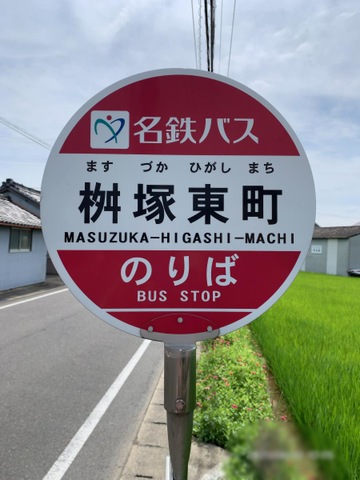 名鉄バス
ます づか ひがし まち
桝塚東町
MASUZUKA-HIGASHI-MACHI
のりば
BUS STOP